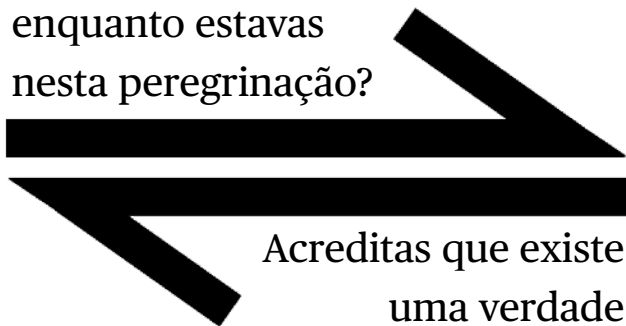 enquanto estavas
nesta peregrinação?
Acreditas que existe
uma verdade